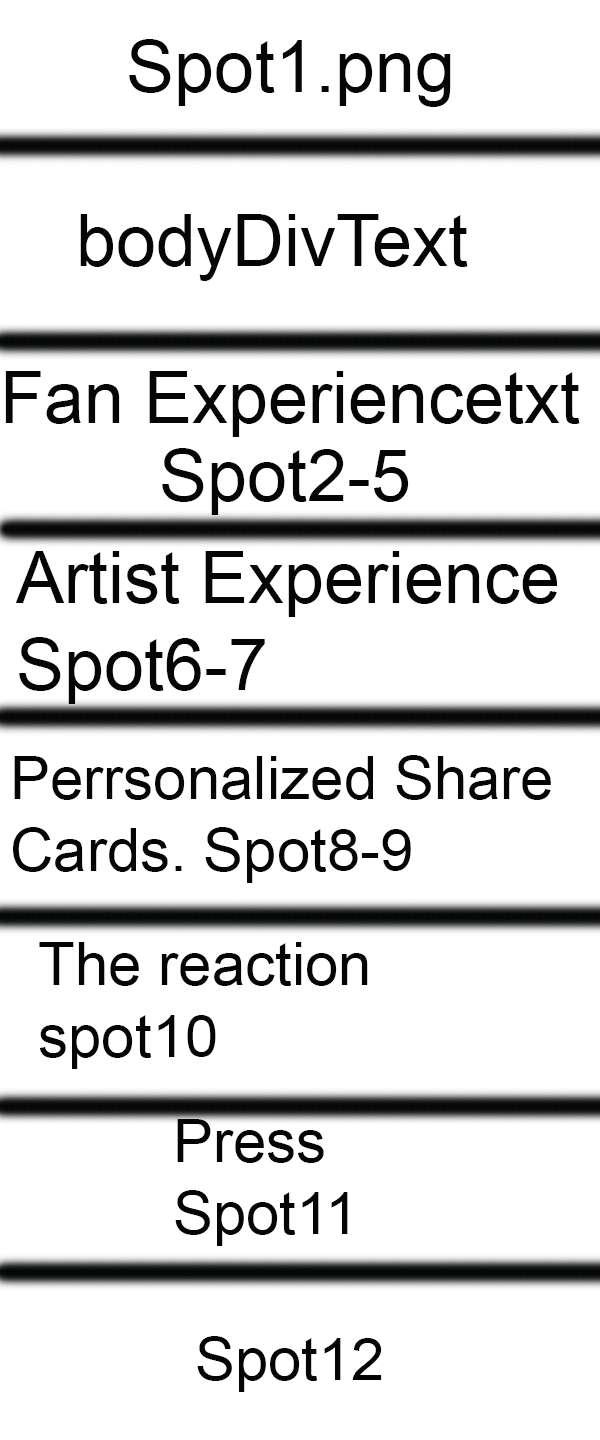 Spot1.png
bodyDivText
Fan Experiencetxt
Spot2-5
Artist Experience
Spot6-7
Perrsonalized Share
Cards. Spot8-9
The reaction
spot10
Press
Spot11
Spot12